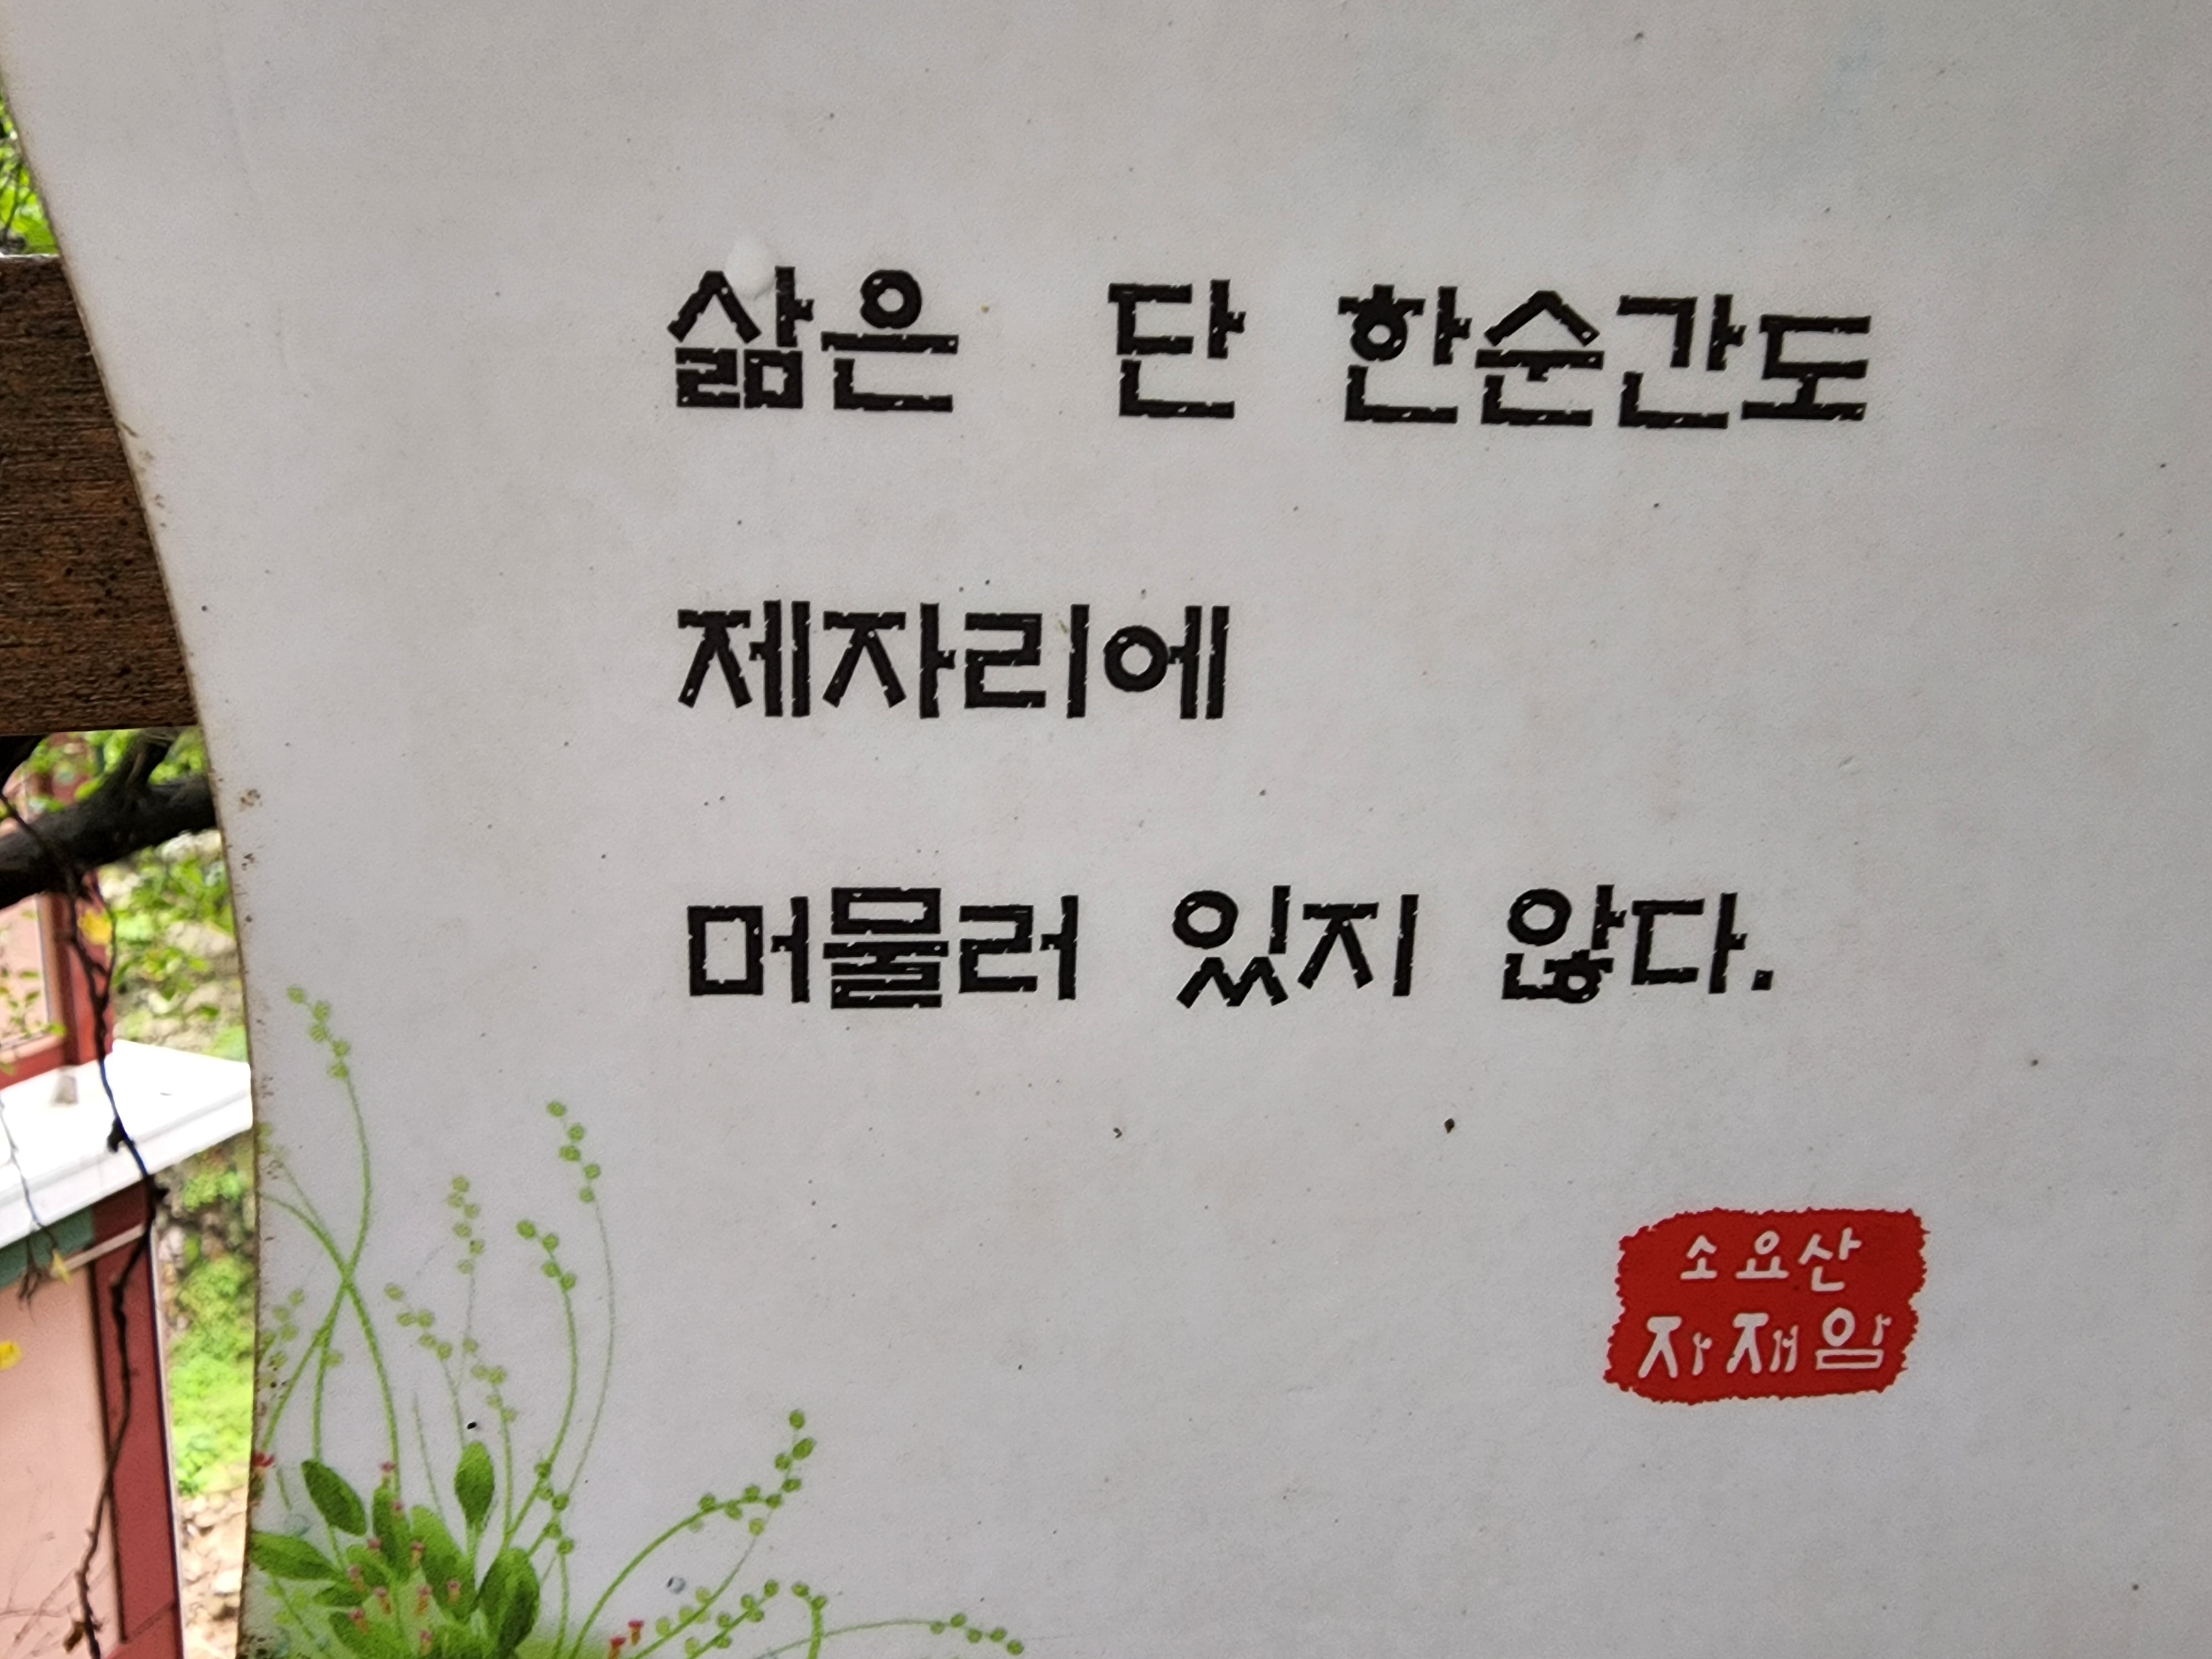 삶은 단 한순간도
제자리에
머물러 있지 않다.
소요산
자재암